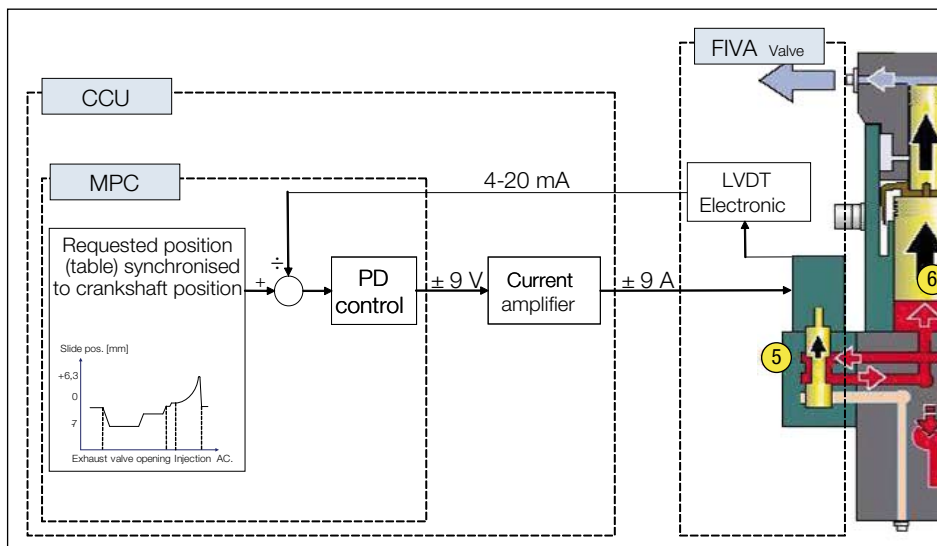 FIVA Valve
CCU
MPC
4-20 mA
LVDT
Electronic
Requested position
(table) synchronised
to crankshaft position
÷
+
PD
control
± 9 V
Current
amplifier
± 9 A
6
5
Slide pos. [mm]
+6,3
0
7
Exhaust valve opening Injection AC.